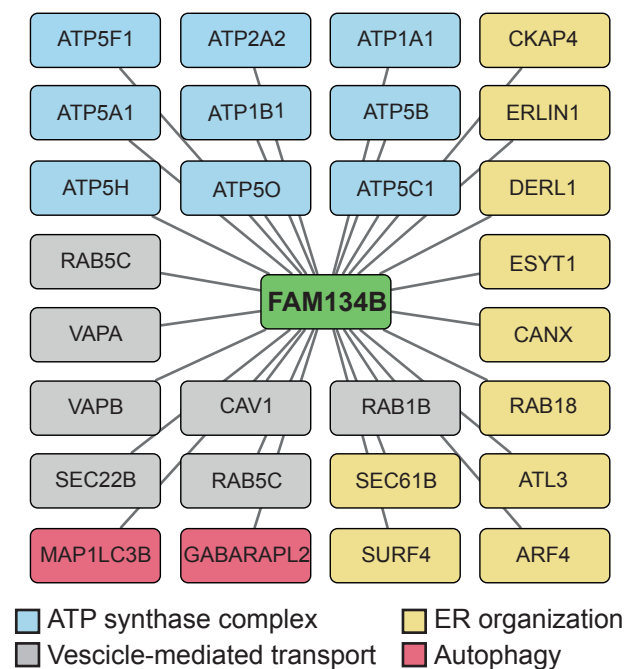 ATP5F1 ATP2A2 ATP1A1 CKAP4
ATP5A1 ATP1B1 ATP5B ERLIN1
ATP5H ATP5O ATP5C1 DERL1
RAB5C ESYT1
FAM134B
VAPA CANX
VAPB CAV1 RAB1B RAB18
SEC22B RAB5C SEC61B ATL3
MAP1LC3B GABARAPL2 SURF4 ARF4
ATP synthase complex ER organization
Vescicle-mediated transport Autophagy